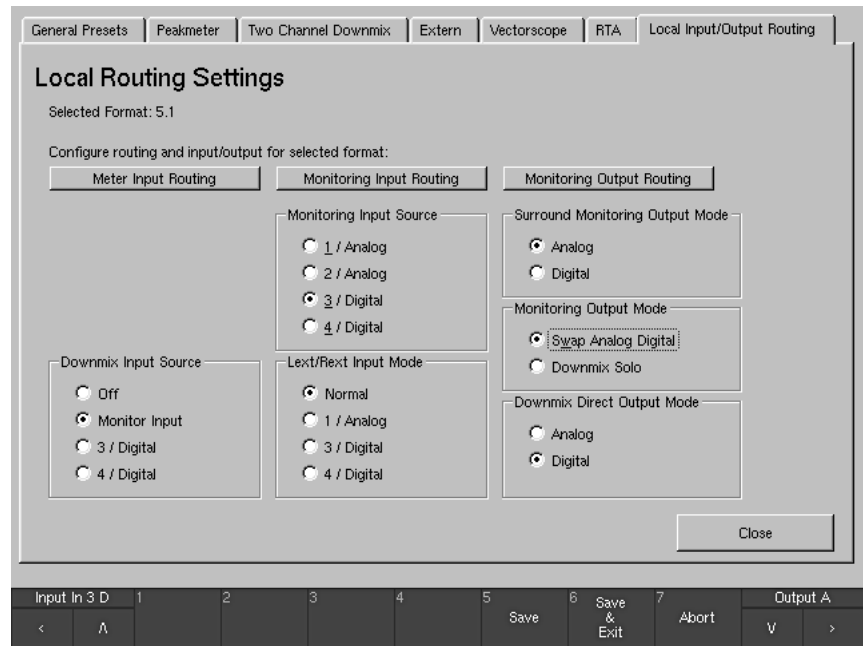 General Presets
Peakmeter
Two Channel Downmix
Extern
Vectorscope
RTA
Local Input/Output Routing
Local Routing Settings
Selected Format: 5.1
Configure routing and input/output for selected format:
Meter Input Routing
Monitoring Input Routing
Monitoring Output Routing
Monitoring Input Source
1 / Analog
2 / Analog
3 / Digital
4 / Digital
Surround Monitoring Output Mode
Analog
Digital
Monitoring Output Mode
Swap Analog Digital
Downmix Solo
Downmix Input Source
Off
Monitor Input
3 / Digital
4 / Digital
Lext/Rext Input Mode
Normal
1 / Analog
3 / Digital
4 / Digital
Downmix Direct Output Mode
Analog
Digital
Close
Input In 3 D
< Λ
1
2
3
4
5
Save
6
Save
&
Exit
7
Abort
Output A
V >